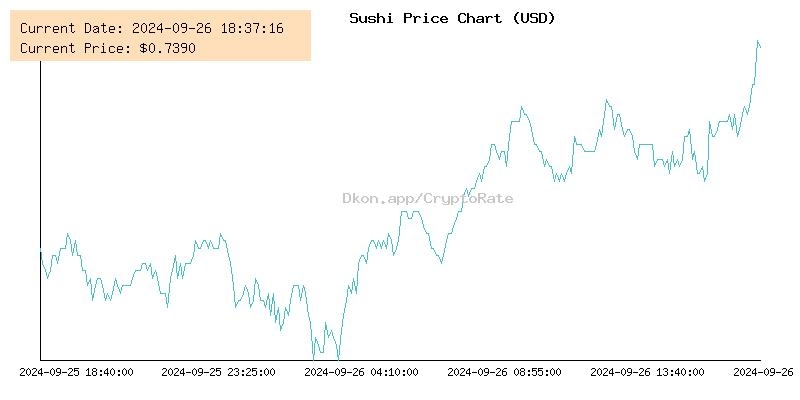 Sushi Price Chart (USD)
Current Date: 2024-09-26 18:37:16
Current Price: $0.7390
Dkon.app/CryptoRate
2024-09-25 18:40:00 2024-09-25 23:25:00 2024-09-26 04:10:00 2024-09-26 08:55:00 2024-09-26 13:40:00 2024-09-26